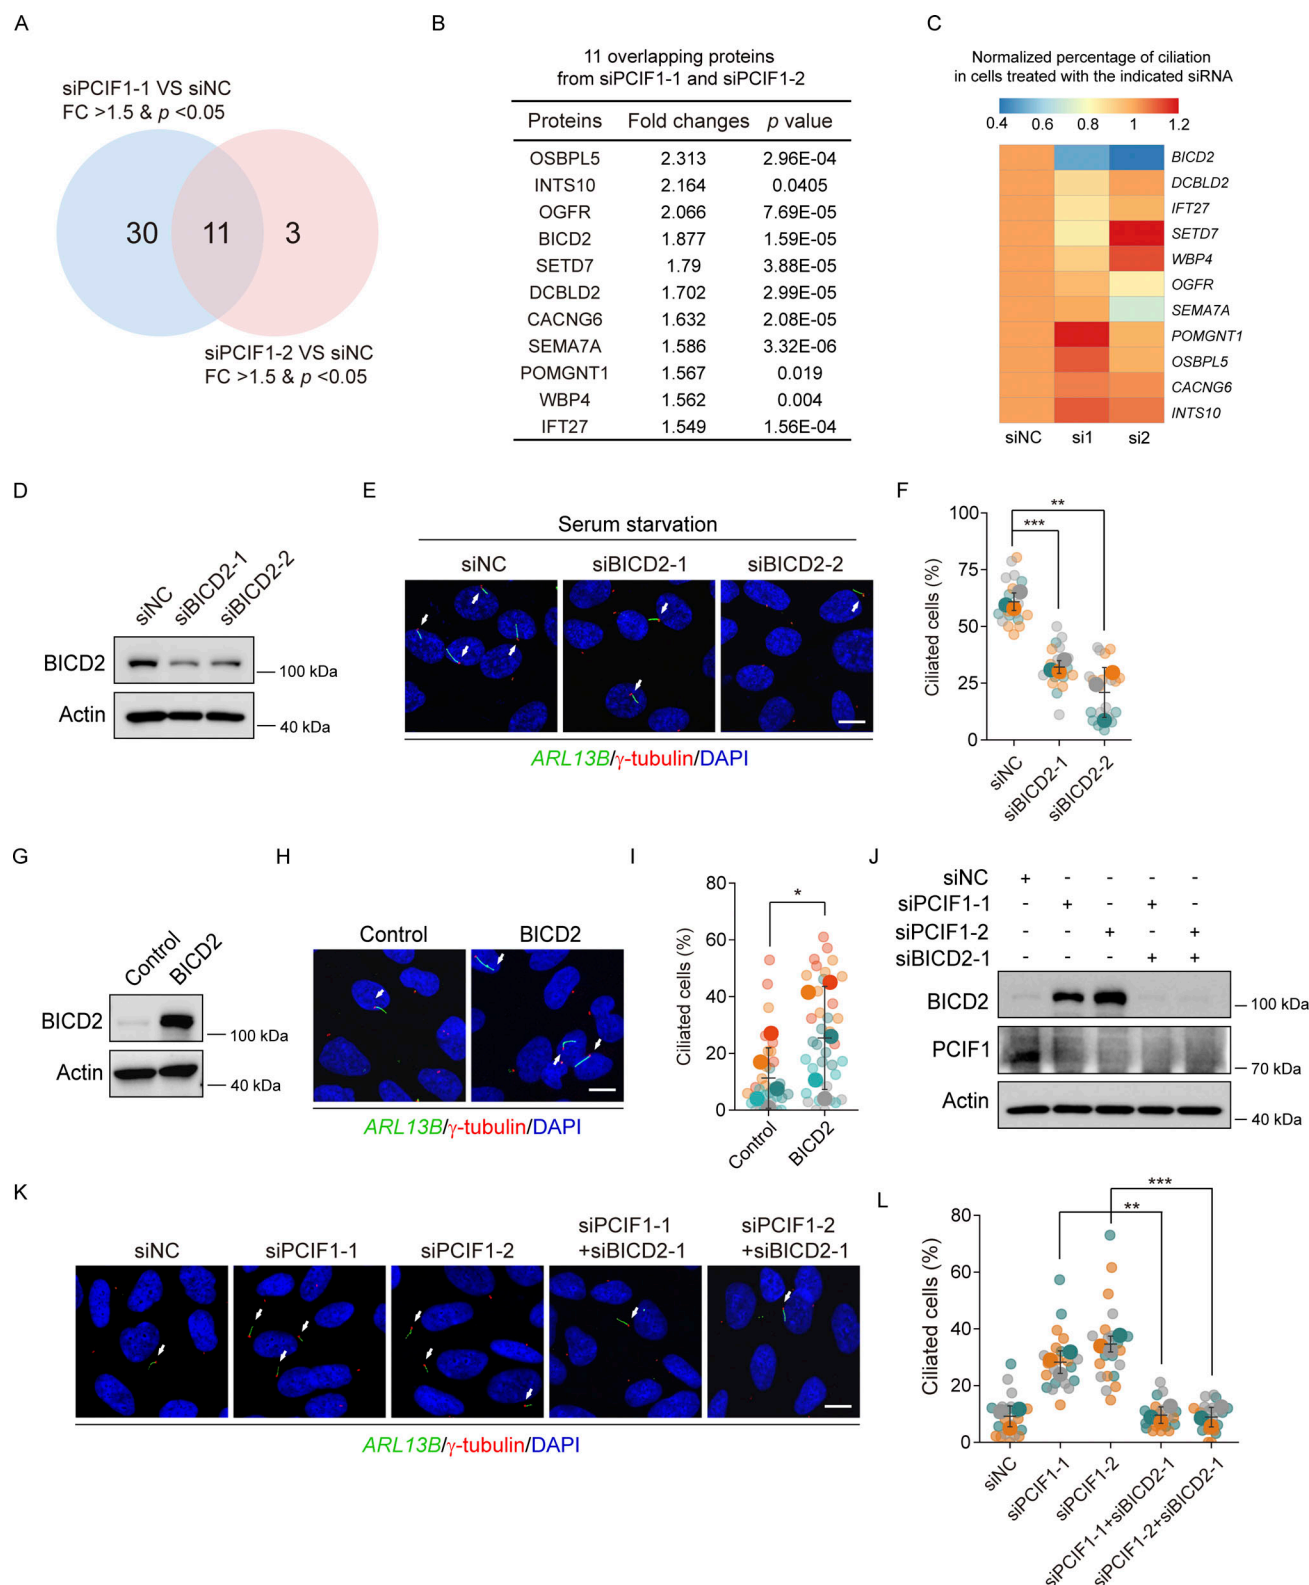 A
siPCIF1-1 VS siNC
FC >1.5 & p <0.05
30
11
3
siPCIF1-2 VS siNC
FC >1.5 & p <0.05
B
11 overlapping proteins
from siPCIF1-1 and siPCIF1-2
Proteins Fold changes p value
OSBPL5 2.313 2.96E-04
INTS10 2.164 0.0405
OGFR 2.066 7.69E-05
BICD2 1.877 1.59E-05
SETD7 1.79 3.88E-05
DCBLD2 1.702 2.99E-05
CACNG6 1.632 2.08E-05
SEMA7A 1.586 3.32E-06
POMGNT1 1.567 0.019
WBP4 1.562 0.004
IFT27 1.549 1.56E-04
C
Normalized percentage of ciliation
in cells treated with the indicated siRNA
0.4 0.6 0.8 1 1.2
BICD2
DCBLD2
IFT27
SETD7
WBP4
OGFR
SEMA7A
POMGNT1
OSBPL5
CACNG6
INTS10
siNC si1 si2
D
siNC siBICD2-1 siBICD2-2
BICD2
100 kDa
Actin
40 kDa
E
Serum starvation
siNC siBICD2-1 siBICD2-2
ARL13B/γ-tubulin/DAPI
F
Ciliated cells (%)
100
75
50
25
0
**
***
siNC siBICD2-1 siBICD2-2
G
Control BICD2
BICD2
100 kDa
Actin
40 kDa
H
Control BICD2
ARL13B/γ-tubulin/DAPI
I
Ciliated cells (%)
80
60
40
20
0
*
Control BICD2
J
siNC + - - - -
siPCIF1-1 - + - + -
siPCIF1-2 - - + - +
siBICD2-1 - - - + +
BICD2
100 kDa
PCIF1
70 kDa
Actin
40 kDa
K
siNC siPCIF1-1 siPCIF1-2 siPCIF1-1 +siBICD2-1 siPCIF1-2 +siBICD2-1
ARL13B/γ-tubulin/DAPI
L
Ciliated cells (%)
80
60
40
20
0
***
**
siNC siPCIF1-1 siPCIF1-2 siPCIF1-1+siBICD2-1 siPCIF1-2+siBICD2-1